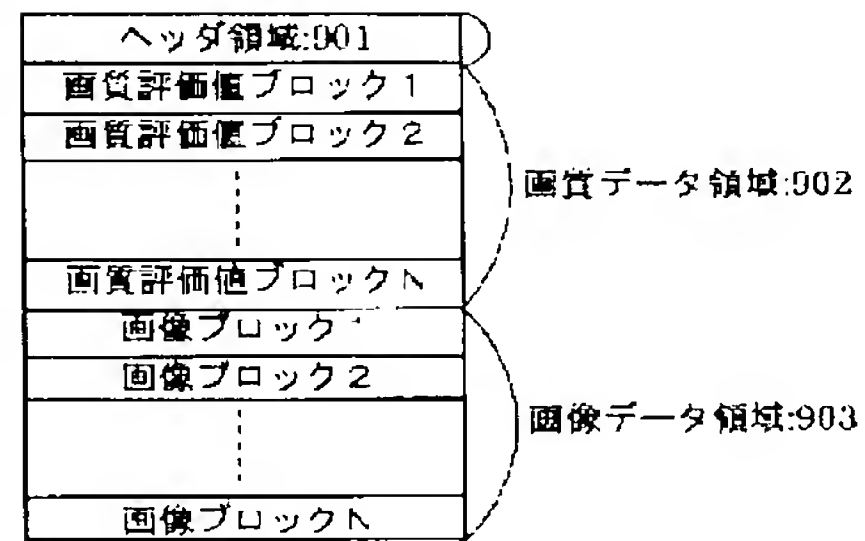 ヘッダ領域:901
画質評価値ブロック1
画質評価値ブロック2
画質データ領域:902
画質評価値ブロックN
画像ブロック1
画像ブロック2
画像データ領域:903
画像ブロックN